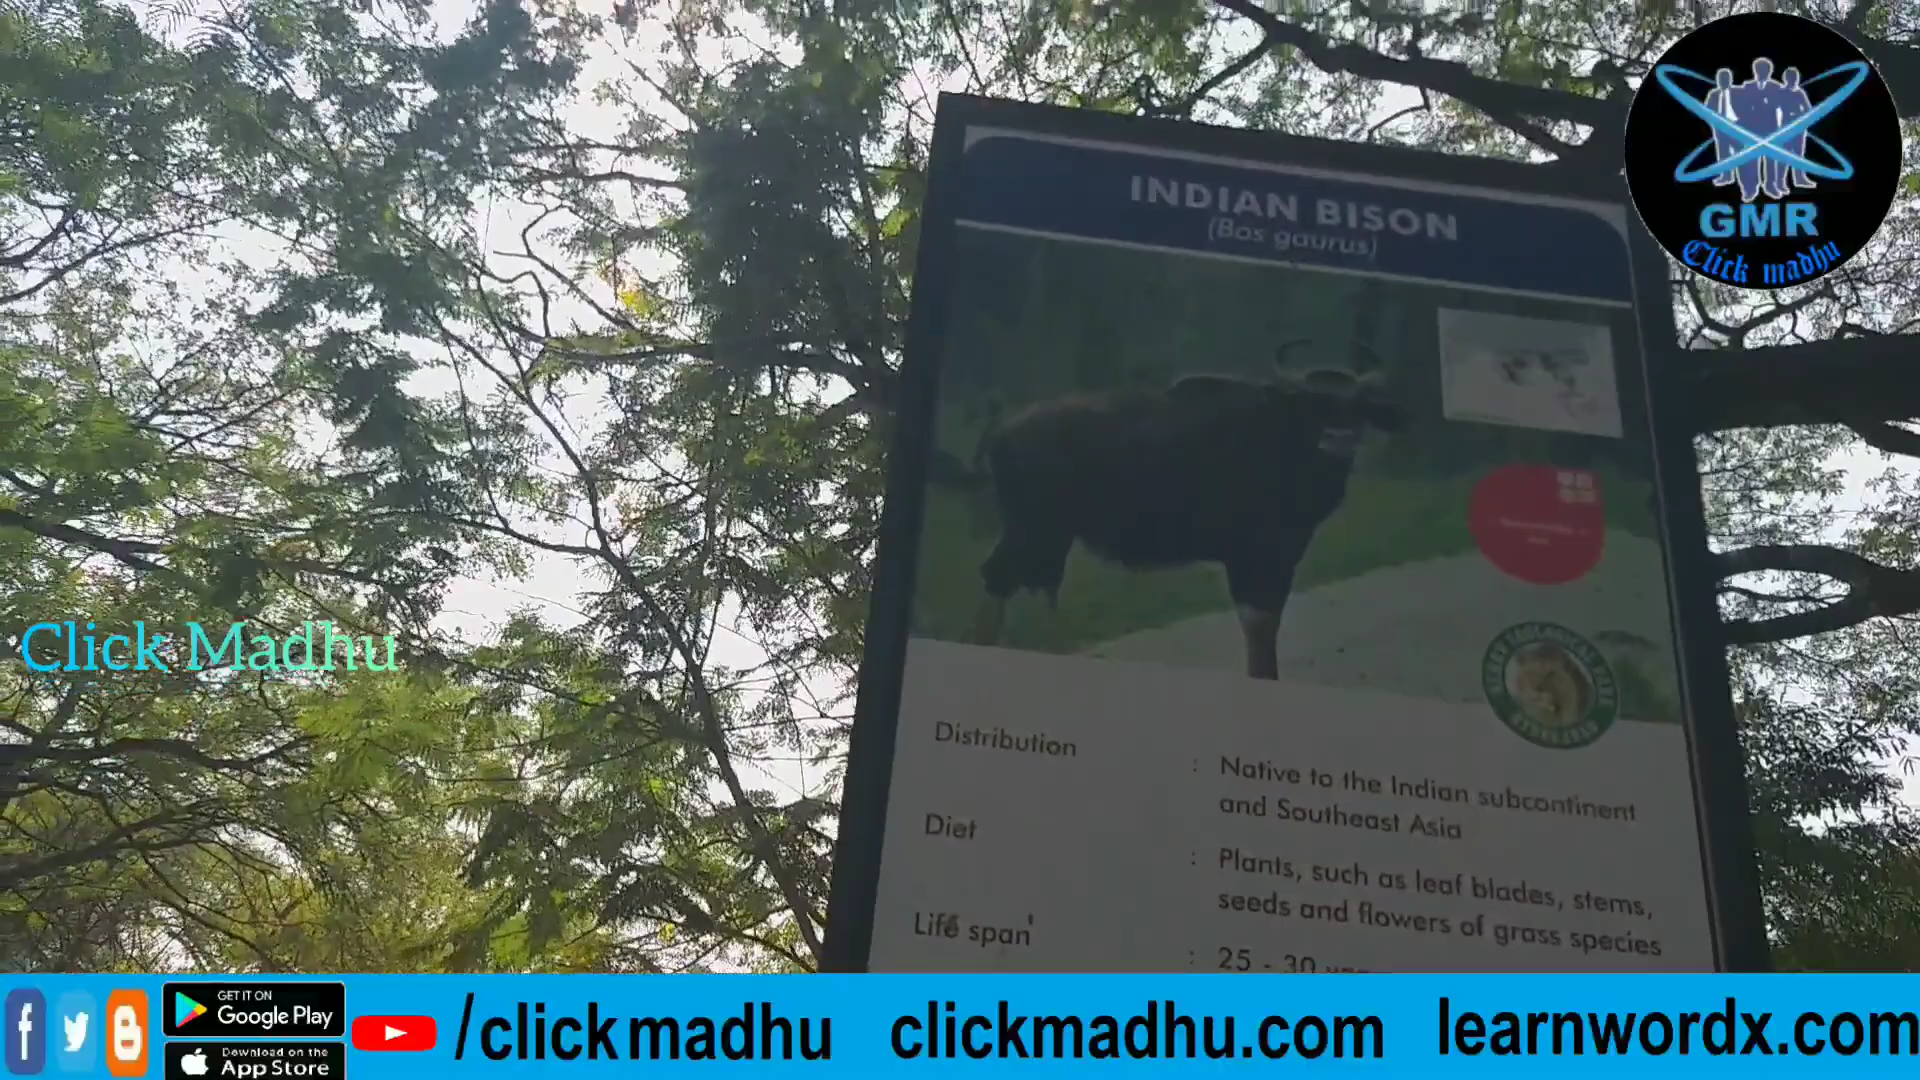 INDIAN BISON
(Bos gaurus)
GMR
Click madhu
Click Madhu
Distribution : Native to the Indian subcontinent
and Southeast Asia
Diet : Plants, such as leaf blades, stems,
seeds and flowers of grass species
Life span : 25 - 30
GET IT ON
Google Play
Download on the
App Store
/clickmadhu
clickmadhu.com
learnwordx.com